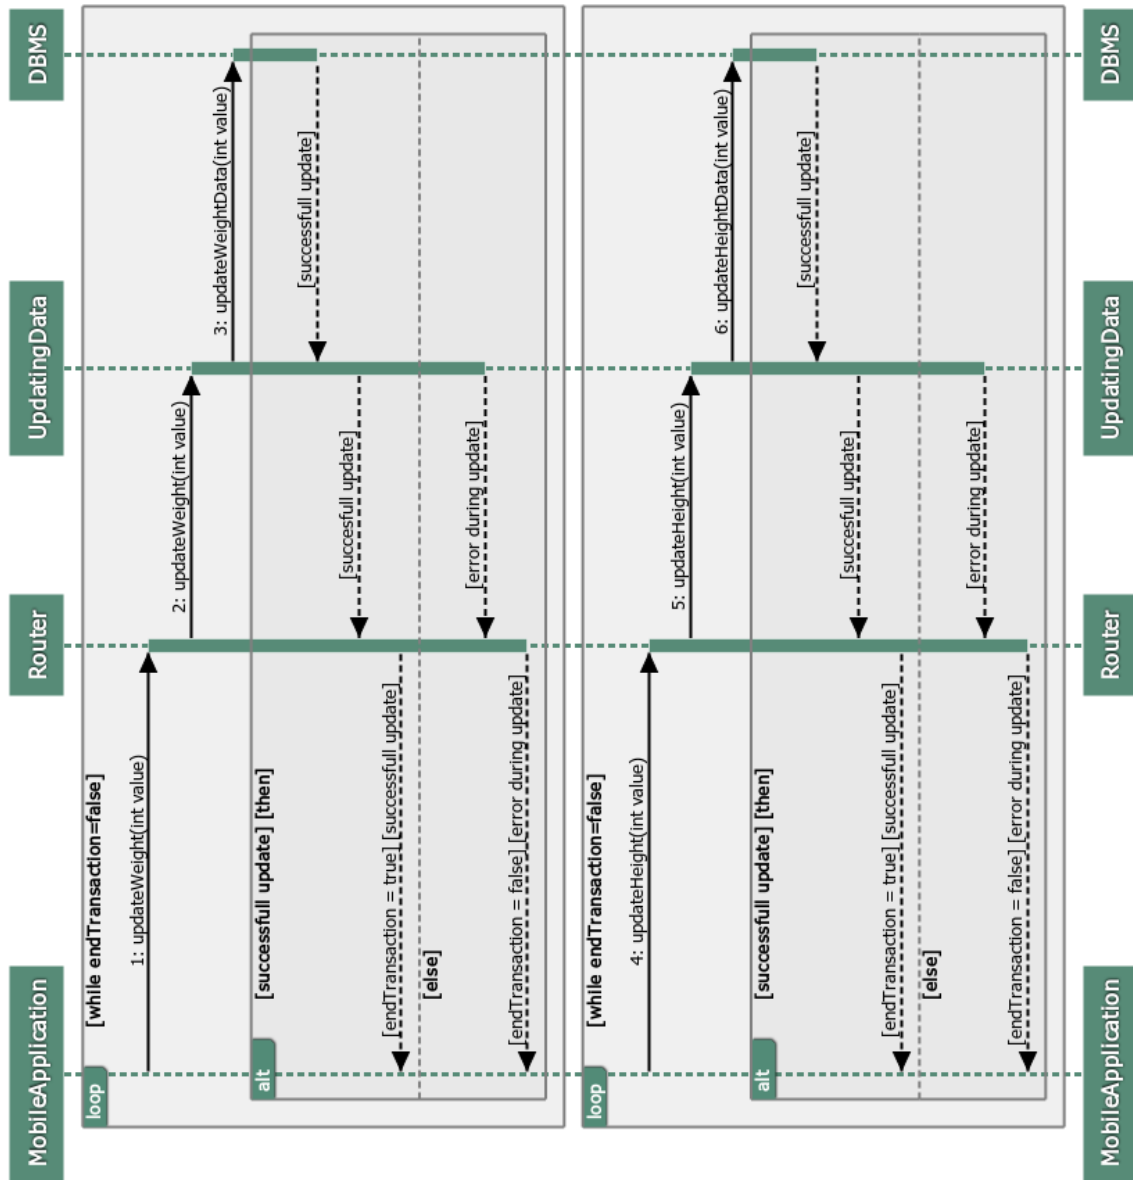 MobileApplication
Router
UpdatingData
DBMS
loop
[while endTransaction=false]
1: updateWeight(int value)
2: updateWeight(int value)
3: updateWeightData(int value)
alt
[successfull update] [then]
[successfull update]
[succesfull update]
[endTransaction = true] [successfull update]
[else]
[error during update]
[endTransaction = false] [error during update]
loop
[while endTransaction=false]
4: updateHeight(int value)
5: updateHeight(int value)
6: updateHeightData(int value)
alt
[successfull update] [then]
[successfull update]
[succesfull update]
[endTransaction = true] [successfull update]
[else]
[error during update]
[endTransaction = false] [error during update]
MobileApplication
Router
UpdatingData
DBMS